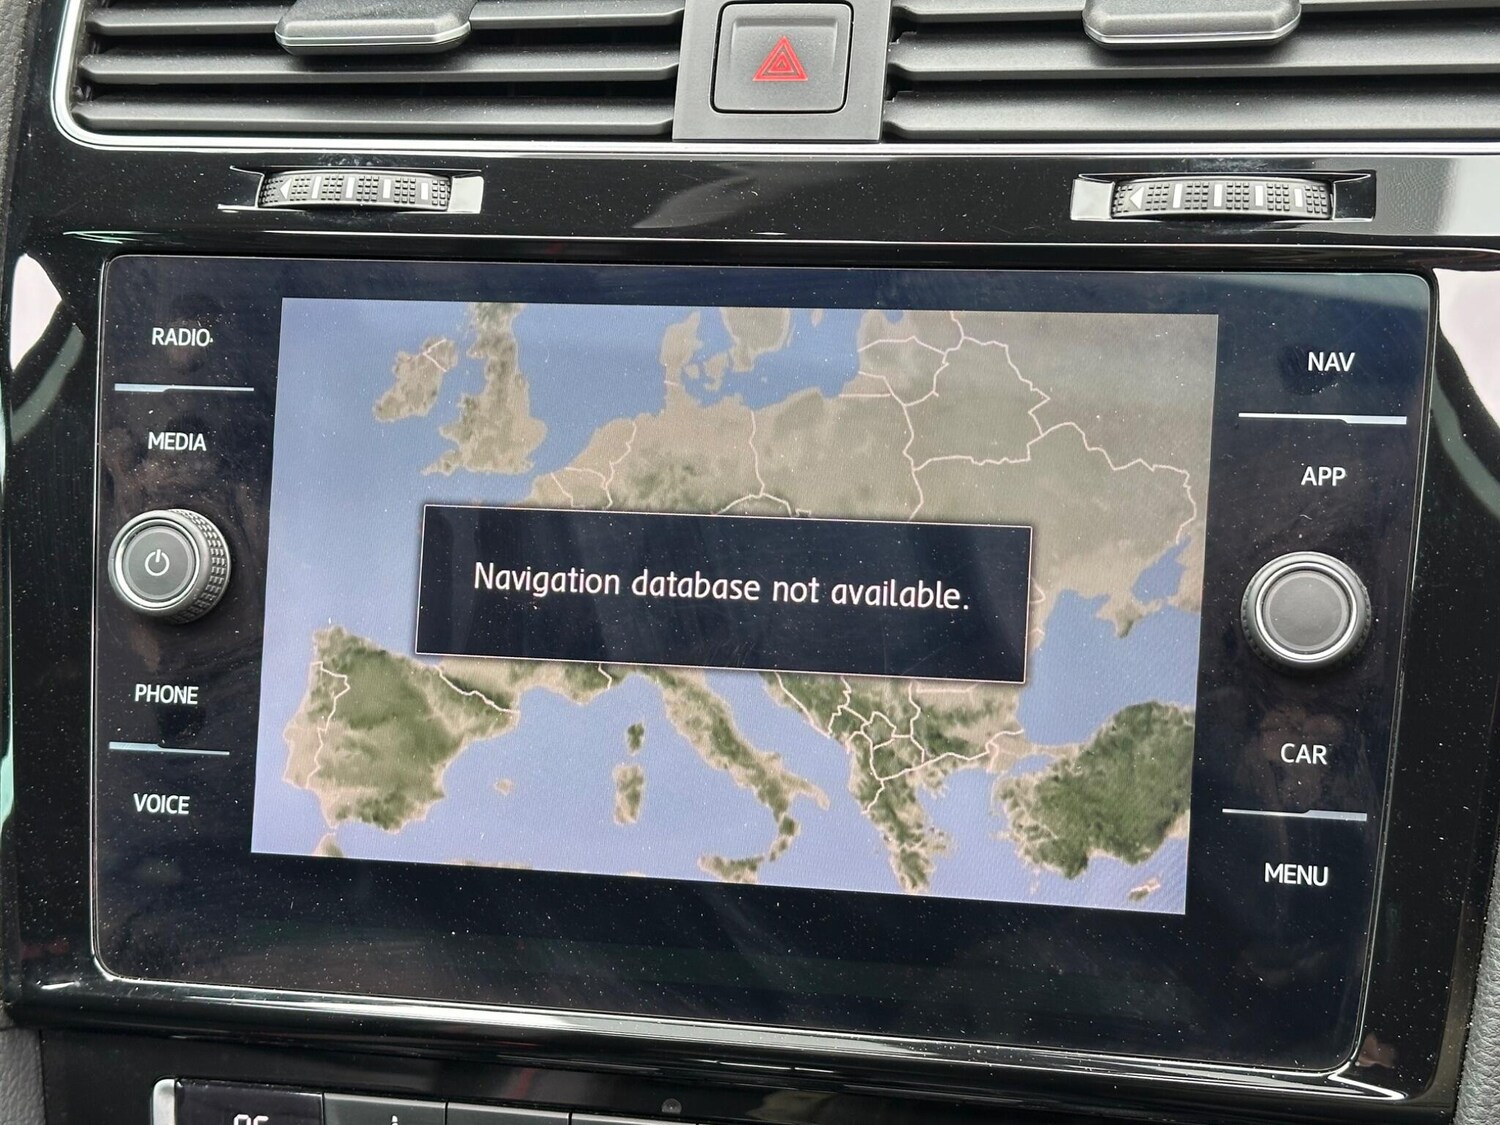 RADIO
MEDIA
PHONE
VOICE
Navigation database not available.
NAV
APP
CAR
MENU